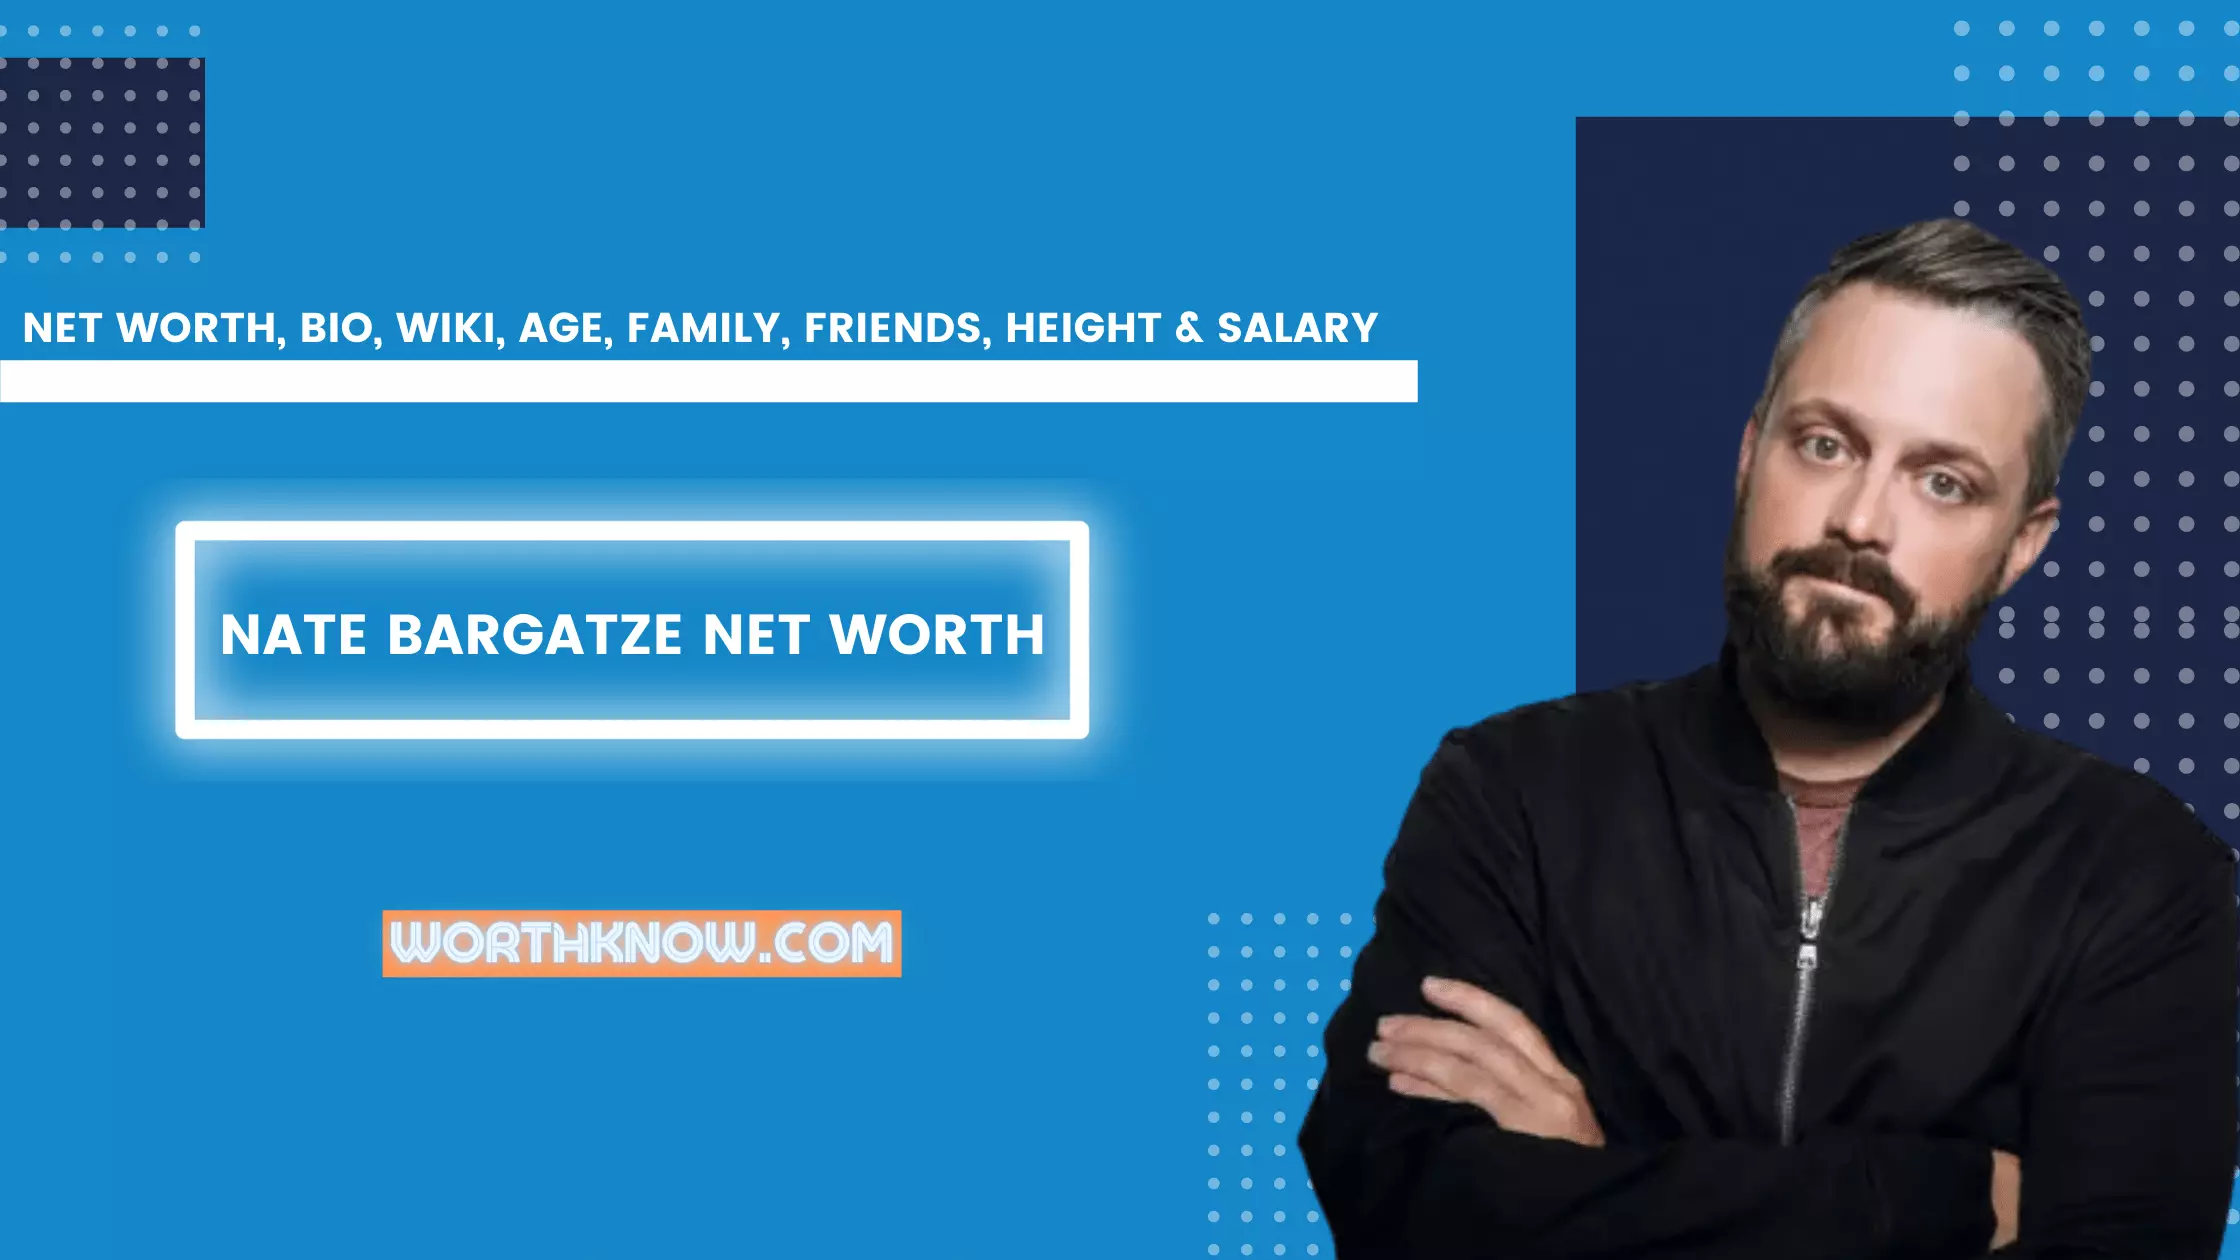 NET WORTH, BIO, WIKI, AGE, FAMILY, FRIENDS, HEIGHT & SALARY
NATE BARGATZE NET WORTH
WORTHKNOW.COM